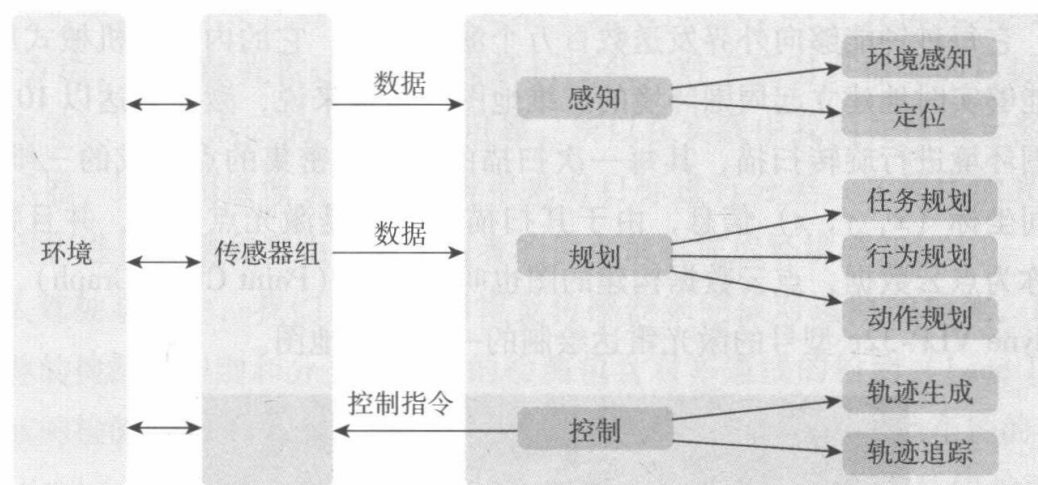 环境
传感器组
数据
感知
环境感知
定位
数据
规划
任务规划
行为规划
动作规划
控制指令
控制
轨迹生成
轨迹追踪